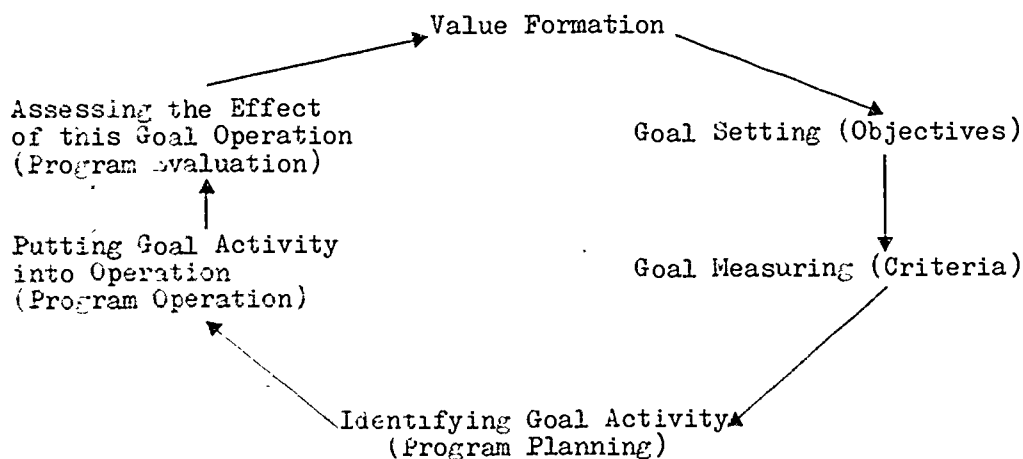 Value Formation
Assessing the Effect
of this Goal Operation
(Program Evaluation)
Goal Setting (Objectives)
Putting Goal Activity
into Operation
(Program Operation)
Goal Measuring (Criteria)
Identifying Goal Activity
(Program Planning)